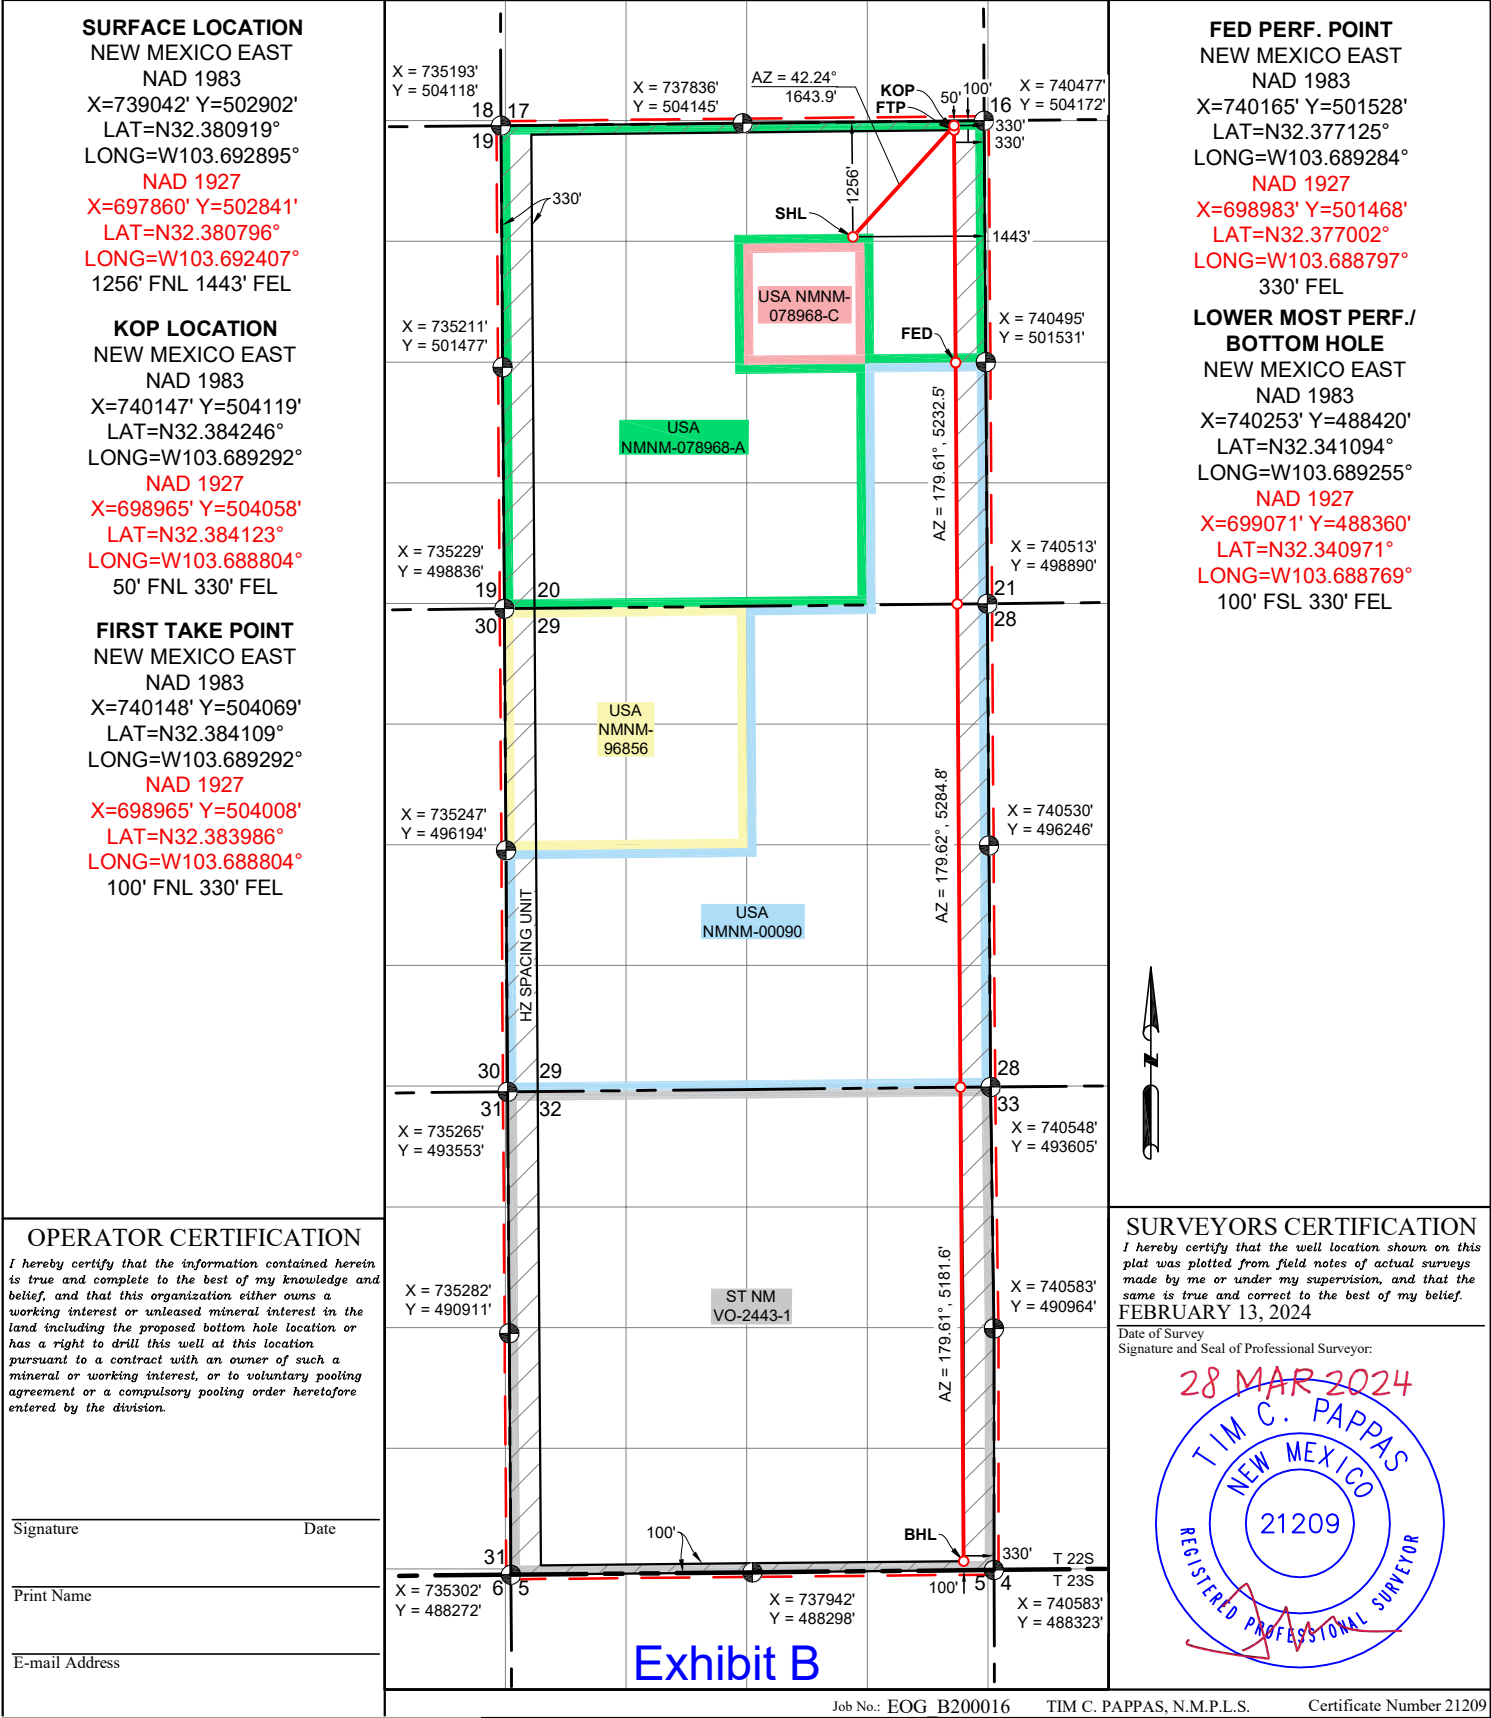 SURFACE LOCATION
NEW MEXICO EAST
NAD 1983
X=739042' Y=502902'
LAT=N32.380919°
LONG=W103.692895°
NAD 1927
X=697860' Y=502841'
LAT=N32.380796°
LONG=W103.692407°
1256' FNL 1443' FEL
KOP LOCATION
NEW MEXICO EAST
NAD 1983
X=740147' Y=504119'
LAT=N32.384246°
LONG=W103.689292°
NAD 1927
X=698965' Y=504058'
LAT=N32.384123°
LONG=W103.688804°
50' FNL 330' FEL
FIRST TAKE POINT
NEW MEXICO EAST
NAD 1983
X=740148' Y=504069'
LAT=N32.384109°
LONG=W103.689292°
NAD 1927
X=698965' Y=504008'
LAT=N32.383986°
LONG=W103.688804°
100' FNL 330' FEL
OPERATOR CERTIFICATION
I hereby certify that the information contained herein
is true and complete to the best of my knowledge and
belief, and that this organization either owns a
working interest or unleased mineral interest in the
land including the proposed bottom hole location or
has a right to drill this well at this location
pursuant to a contract with an owner of such a
mineral or working interest, or to voluntary pooling
agreement or a compulsory pooling order heretofore
entered by the division.
Signature Date
Print Name
E-mail Address
X = 735193'
Y = 504118'
X = 737836'
Y = 504145'
AZ = 42.24°
1643.9'
KOP
FTP
50'
100'
X = 740477'
Y = 504172'
18 17
16
19
330'
330'
330'
1256'
SHL
1443'
USA NMNM-
078968-C
X = 735211'
Y = 501477'
FED
X = 740495'
Y = 501531'
USA
NMNM-078968-A
AZ = 179.61°, 5232.5'
X = 735229'
Y = 498836'
X = 740513'
Y = 498890'
19 20
21
30 29
28
USA
NMNM-
96856
X = 735247'
Y = 496194'
X = 740530'
Y = 496246'
AZ = 179.62°, 5284.8'
USA
NMNM-00090
HZ SPACING UNIT
30 29
28
31 32
33
X = 735265'
Y = 493553'
X = 740548'
Y = 493605'
AZ = 179.61°, 5181.6'
X = 735282'
Y = 490911'
X = 740583'
Y = 490964'
ST NM
VO-2443-1
100'
BHL
330'
T 22S
T 23S
31
6 5
100'
5 4
X = 735302'
Y = 488272'
X = 737942'
Y = 488298'
X = 740583'
Y = 488323'
Exhibit B
FED PERF. POINT
NEW MEXICO EAST
NAD 1983
X=740165' Y=501528'
LAT=N32.377125°
LONG=W103.689284°
NAD 1927
X=698983' Y=501468'
LAT=N32.377002°
LONG=W103.688797°
330' FEL
LOWER MOST PERF./
BOTTOM HOLE
NEW MEXICO EAST
NAD 1983
X=740253' Y=488420'
LAT=N32.341094°
LONG=W103.689255°
NAD 1927
X=699071' Y=488360'
LAT=N32.340971°
LONG=W103.688769°
100' FSL 330' FEL
N
SURVEYORS CERTIFICATION
I hereby certify that the well location shown on this
plat was plotted from field notes of actual surveys
made by me or under my supervision, and that the
same is true and correct to the best of my belief.
FEBRUARY 13, 2024
Date of Survey
Signature and Seal of Professional Surveyor:
28 MAR 2024
TIM C. PAPPAS
NEW MEXICO
21209
REGISTERED PROFESSIONAL SURVEYOR
Job No.: EOG_B200016 TIM C. PAPPAS, N.M.P.L.S. Certificate Number 21209